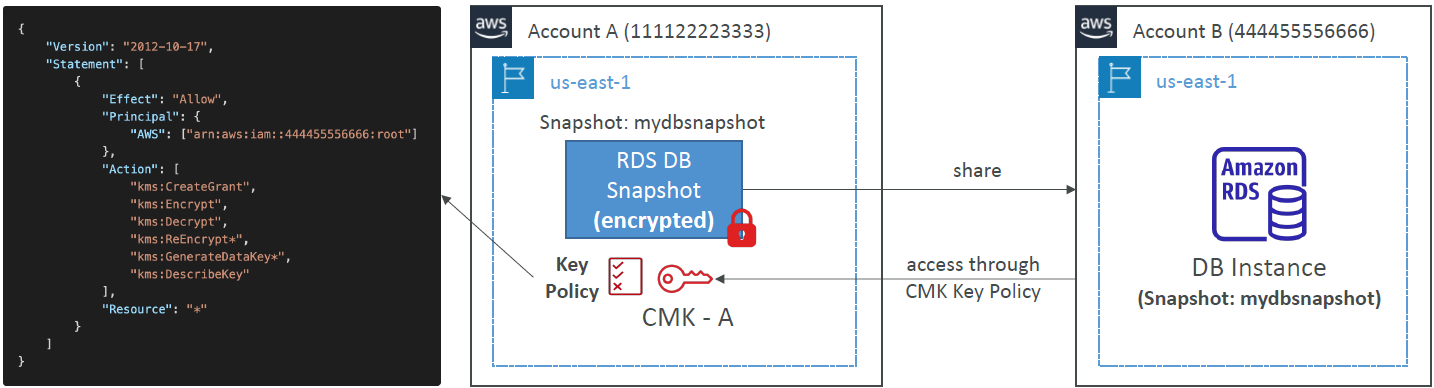 {
"Version": "2012-10-17",
"Statement": [
{
"Effect": "Allow",
"Principal": {
"AWS": ["arn:aws:iam::444455556666:root"]
},
"Action": [
"kms:CreateGrant",
"kms:Encrypt",
"kms:Decrypt",
"kms:ReEncrypt*",
"kms:GenerateDataKey*",
"kms:DescribeKey"
],
"Resource": "*"
}
]
}
aws
Account A (111122223333)
us-east-1
Snapshot: mydbsnapshot
RDS DB
Snapshot
(encrypted)
Key
Policy
CMK - A
share
access through
CMK Key Policy
aws
Account B (444455556666)
us-east-1
Amazon
RDS
DB Instance
(Snapshot: mydbsnapshot)